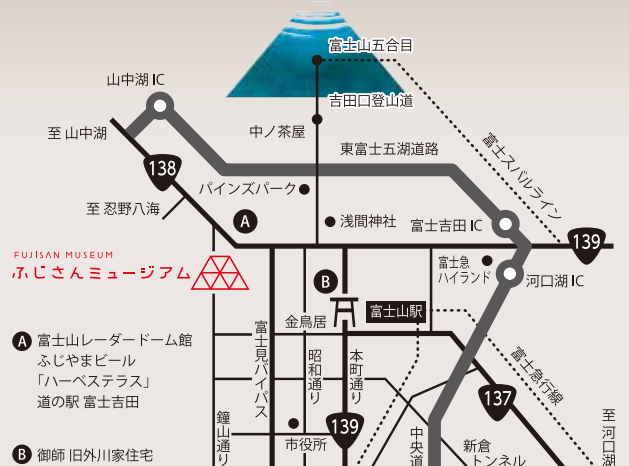 富士山五合目
山中湖 IC
吉田口登山道
中ノ茶屋
至 山中湖
東富士五湖道路
富士スバルライン
138
パインズパーク
至 忍野八海
A
浅間神社
富士吉田 IC
139
FUJISAN MUSEUM
ふじさんミュージアム
富士急
ハイランド
河口湖 IC
B
富士山駅
金鳥居
A 富士山レーダードーム館
ふじやまビール
「ハーベステラス」
道の駅 富士吉田
富士見バイパス
昭和通り
本町通り
富士急行線
137
鐘山通り
139
市役所
中央道
新倉
トンネル
至 河口湖
B 御師 旧外川家住宅